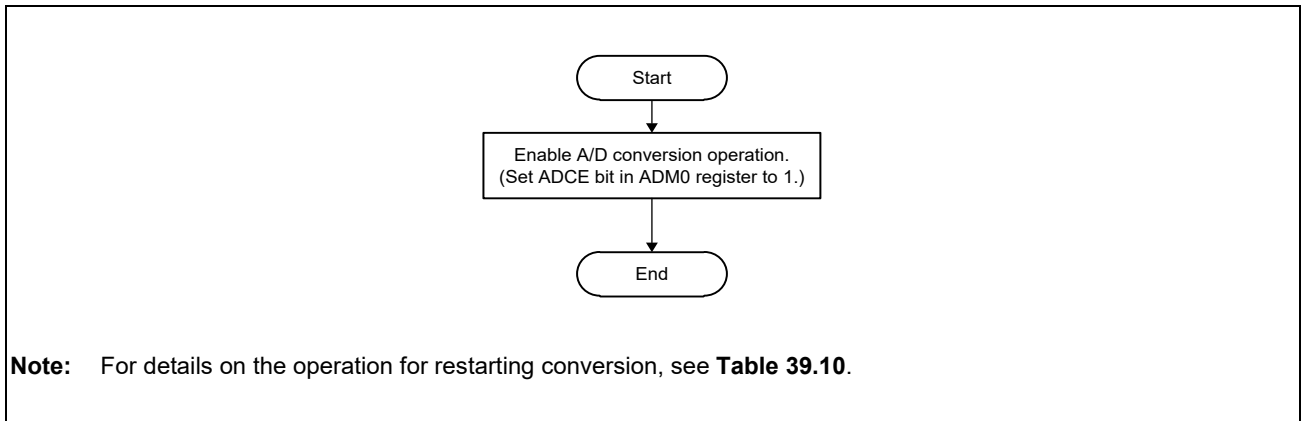 Start
Enable A/D conversion operation.
(Set ADCE bit in ADM0 register to 1.)
End
Note: For details on the operation for restarting conversion, see Table 39.10.